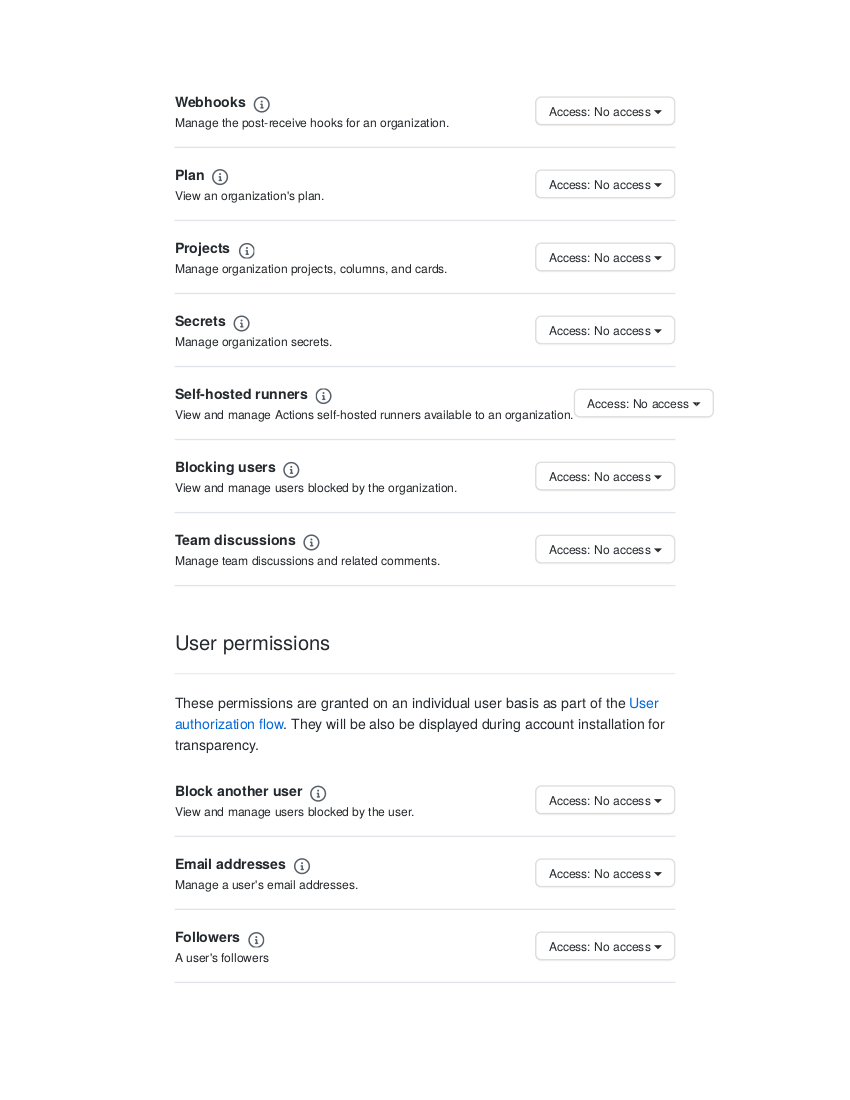 Webhooks
Access: No access
Manage the post-receive hooks for an organization.
Plan
Access: No access
View an organization's plan.
Projects
Access: No access
Manage organization projects, columns, and cards.
Secrets
Access: No access
Manage organization secrets.
Self-hosted runners
Access: No access
View and manage Actions self-hosted runners available to an organization.
Blocking users
Access: No access
View and manage users blocked by the organization.
Team discussions
Access: No access
Manage team discussions and related comments.
User permissions
These permissions are granted on an individual user basis as part of the User
authorization flow. They will be also be displayed during account installation for
transparency.
Block another user
Access: No access
View and manage users blocked by the user.
Email addresses
Access: No access
Manage a user's email addresses.
Followers
Access: No access
A user's followers